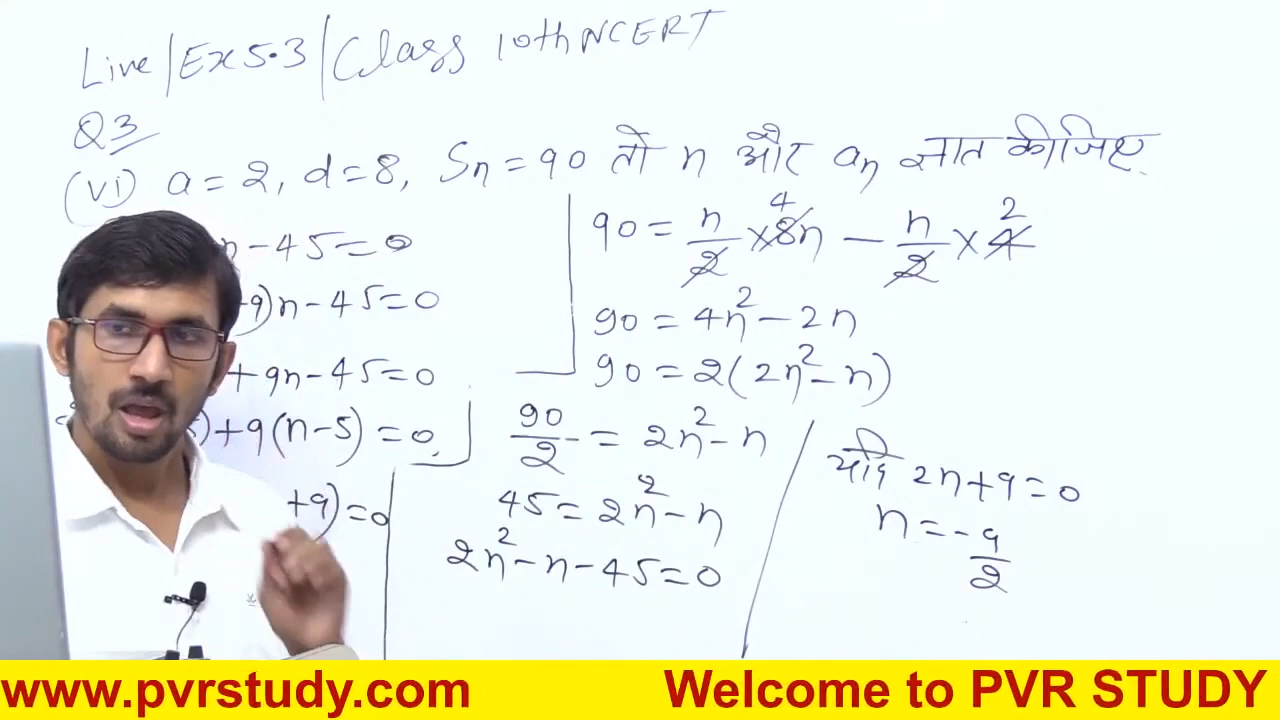 Live/Ex5.3/Class 10th NCERT
Q3
(vi) a = 2, d = 8, Sn = 90 तो n और an ज्ञात कीजिए.
n - 45 = 0
9)n - 45 = 0
+ 9n - 45 = 0
) + 9(n - 5) = 0
+9) = 0
90 = n/2 × 8n 4 - n/2 × 4 2
90 = 4n² - 2n
90 = 2(2n² - n)
90/2 = 2n² - n
45 = 2n² - n
2n² - n - 45 = 0
यदि 2n + 9 = 0
n = -9/2
www.pvrstudy.com
Welcome to PVR STUDY